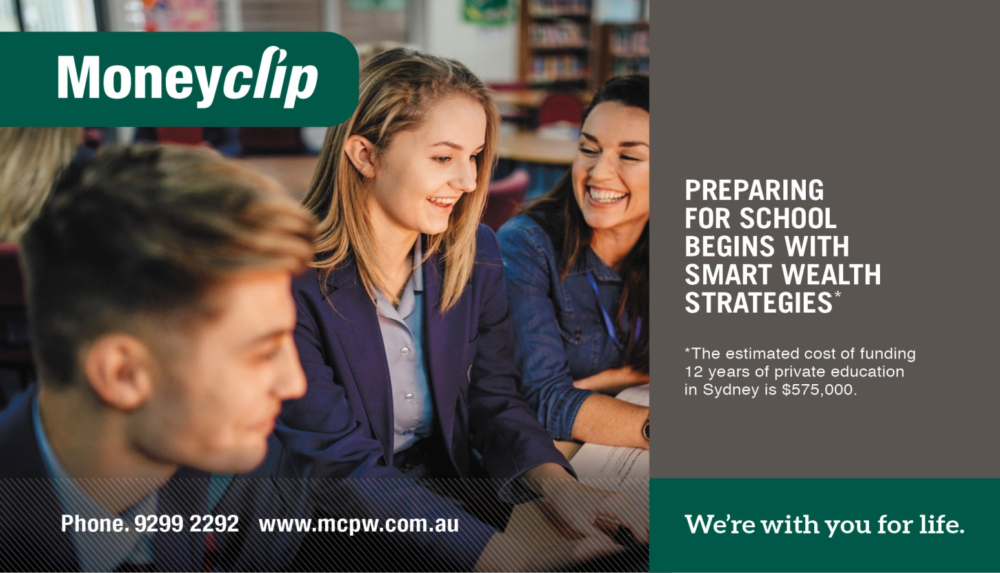 Moneyclip
PREPARING
FOR SCHOOL
BEGINS WITH
SMART WEALTH
STRATEGIES*
*The estimated cost of funding
12 years of private education
in Sydney is $575,000.
Phone. 9299 2292 www.mcpw.com.au
We’re with you for life.